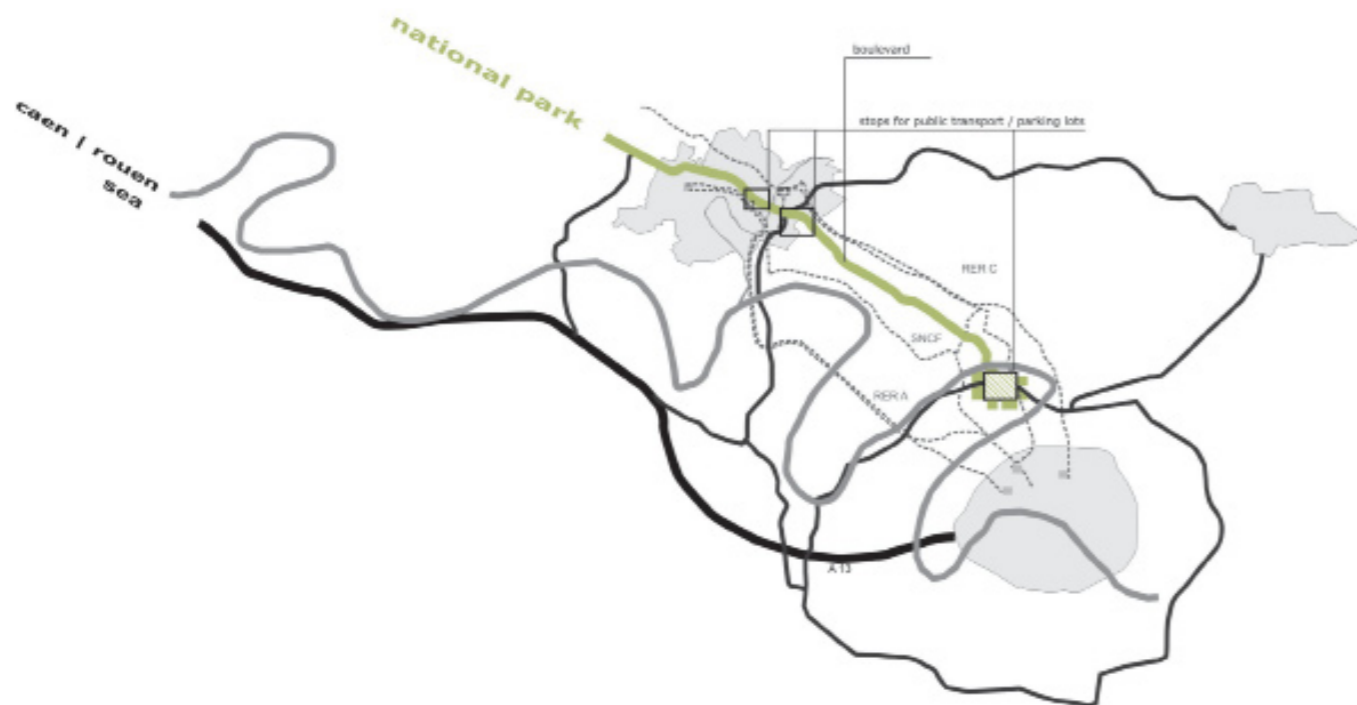 national park
caen | rouen
sea
boulevard
stops for public transport / parking lots
RER C
SNCF
RER A
A 13